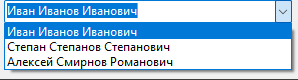 Иван Иванов Иванович
Иван Иванов Иванович
Степан Степанов Степанович
Алексей Смирнов Романович